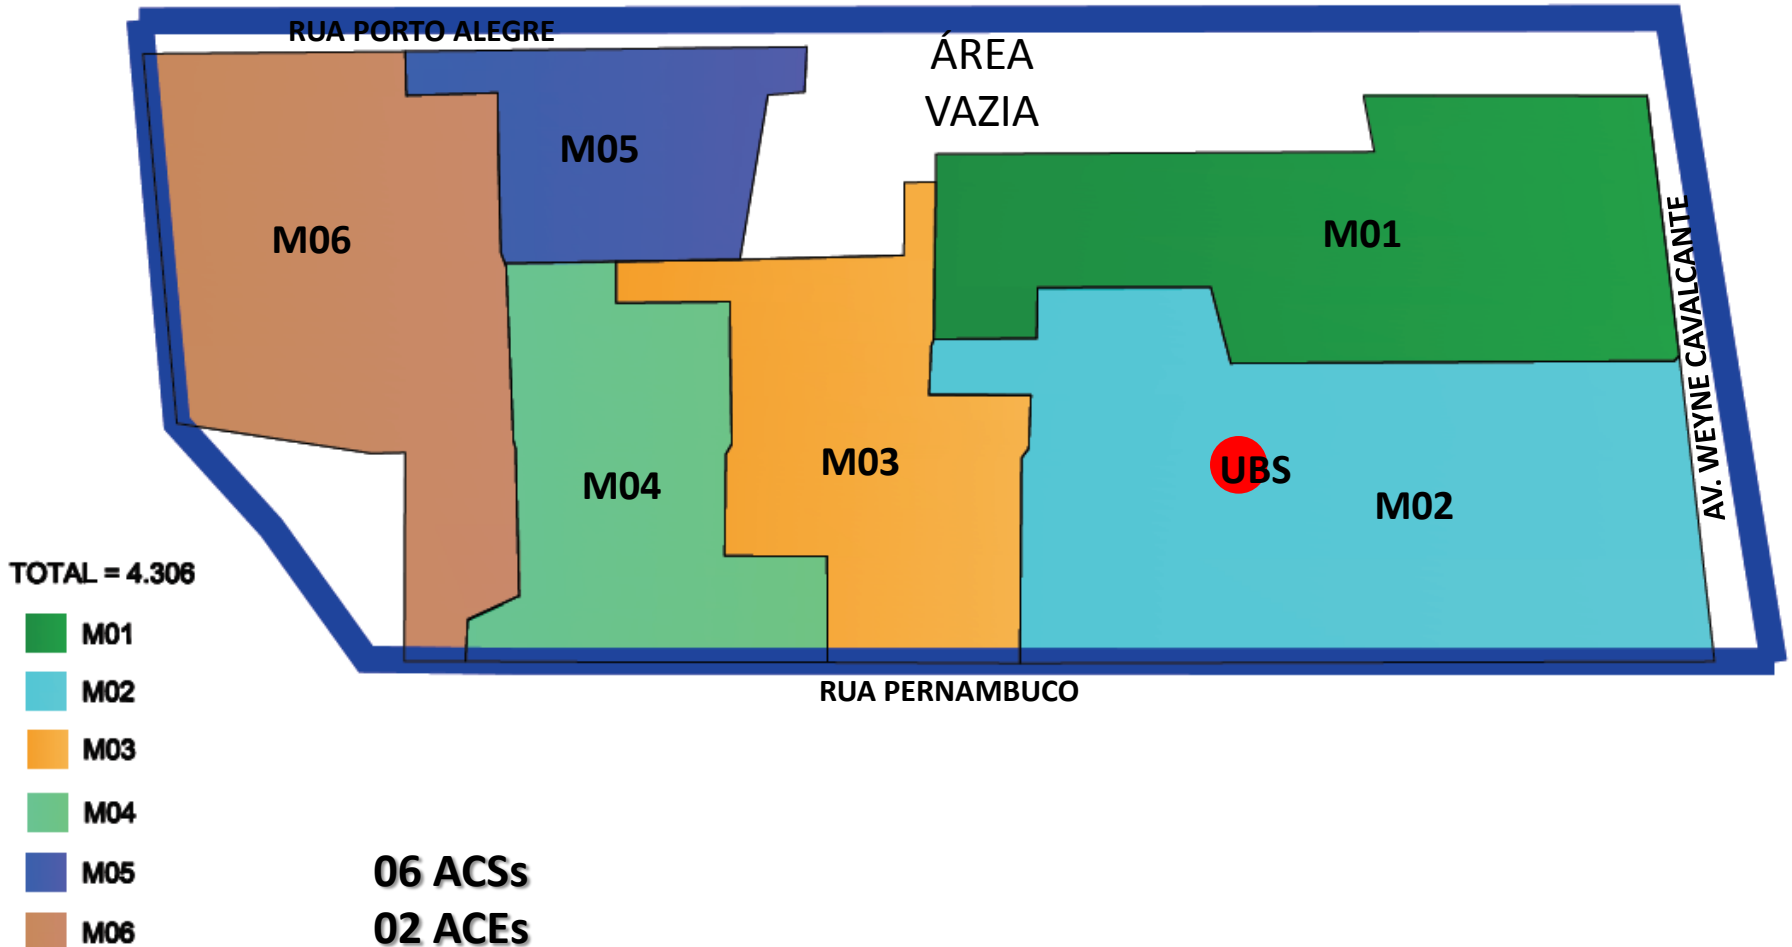 RUA PORTO ALEGRE
ÁREA
VAZIA
M05
M06
M01
AV. WEYNE CAVALCANTE
M03
UBS
M04
M02
TOTAL = 4.306
M01
M02
M03
M04
M05
M06
RUA PERNAMBUCO
06 ACSs
02 ACEs